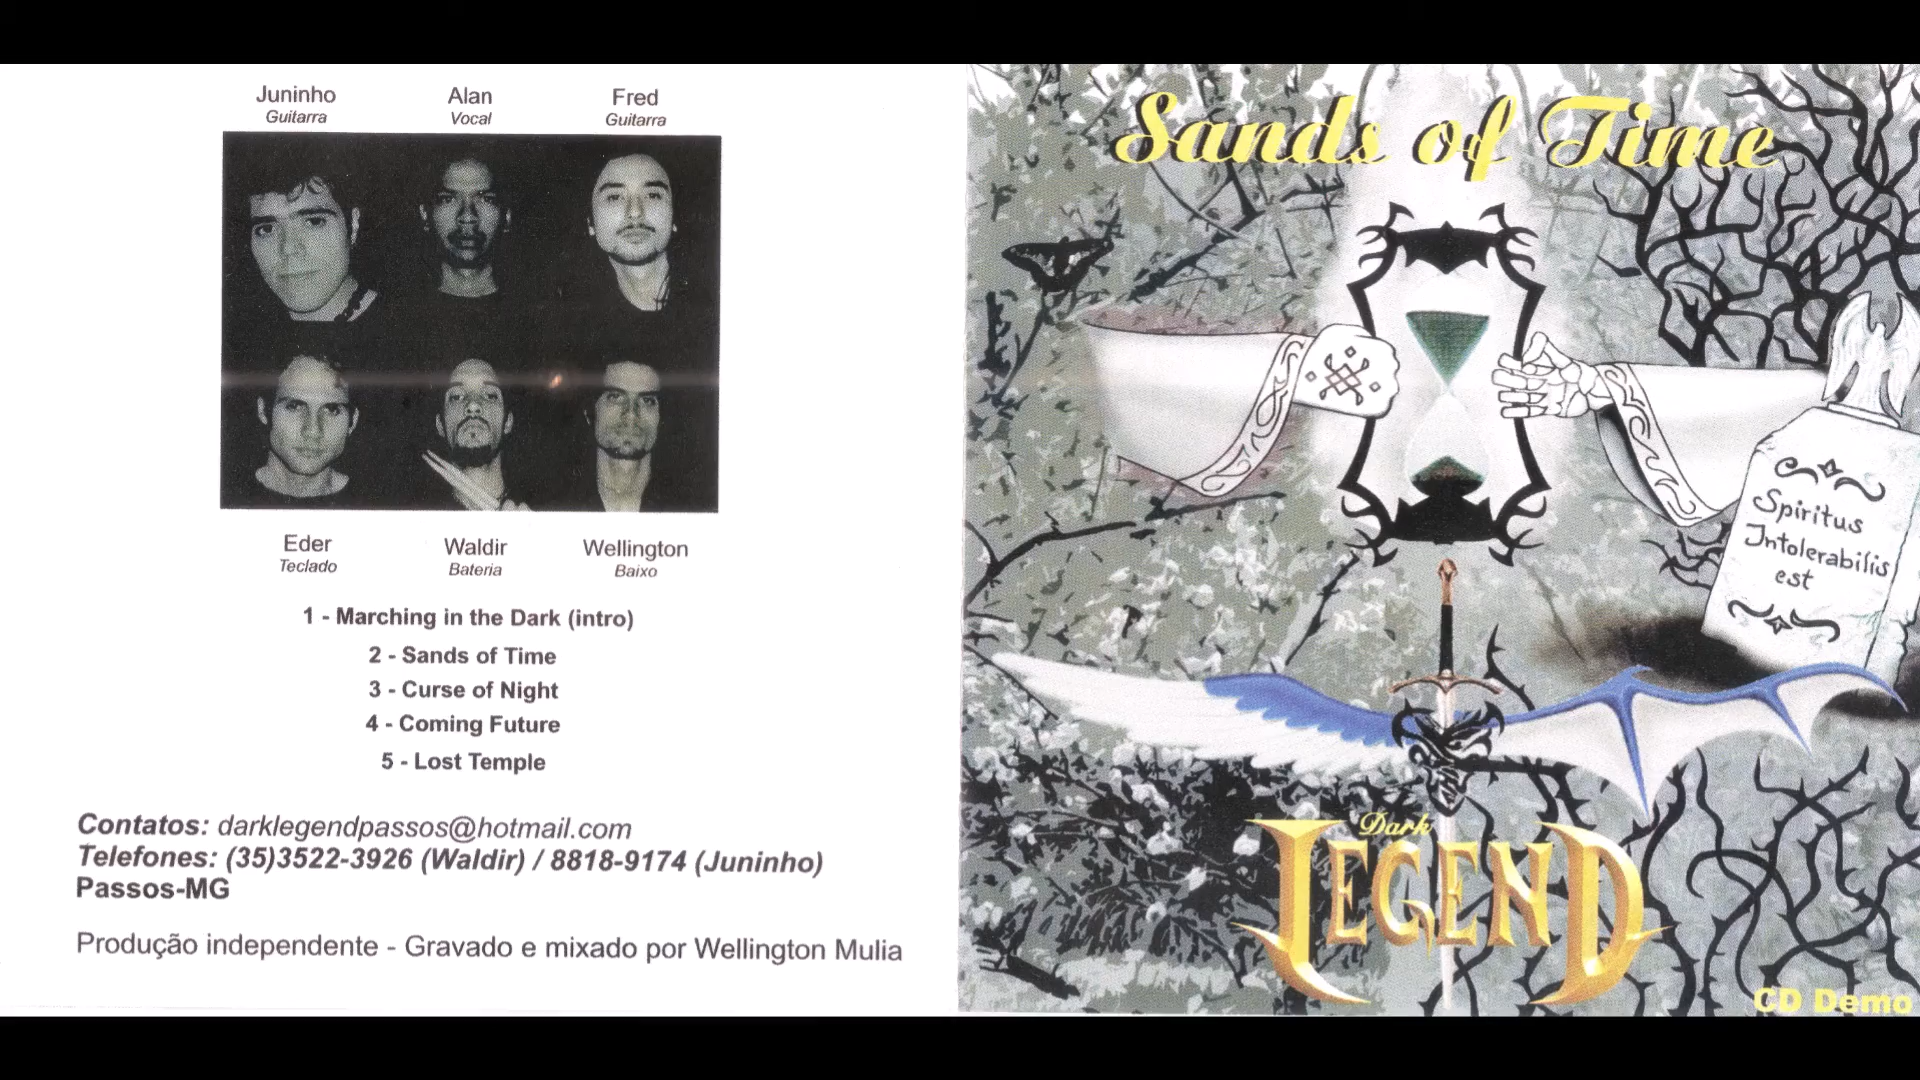 Juninho
Guitarra
Alan
Vocal
Fred
Guitarra
Eder
Teclado
Waldir
Bateria
Wellington
Baixo
1 - Marching in the Dark (intro)
2 - Sands of Time
3 - Curse of Night
4 - Coming Future
5 - Lost Temple
Contatos: darklegendpassos@hotmail.com
Telefones: (35)3522-3926 (Waldir) / 8818-9174 (Juninho)
Passos-MG
Produção independente - Gravado e mixado por Wellington Mulia
Sands of Time
Spiritus
Intolerabilis
est
Dark
LEGEND
CD Demo